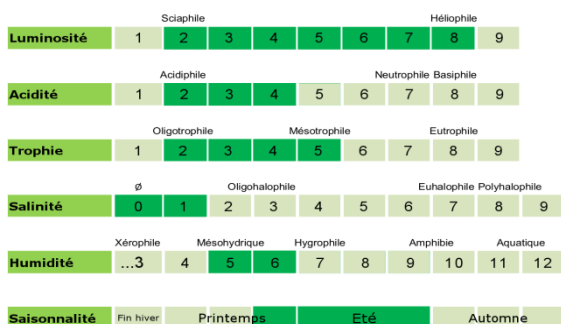 Sciaphile Héliophile
Luminosité 1 2 3 4 5 6 7 8 9
Acidiphile Neutrophile Basiphile
Acidité 1 2 3 4 5 6 7 8 9
Oligotrophile Mésotrophile Eutrophile
Trophie 1 2 3 4 5 6 7 8 9
Ø Oligohalophile Euhalophile Polyhalophile
Salinité 0 1 2 3 4 5 6 7 8 9
Xérophile Mésohydrique Hygrophile Amphibie Aquatique
Humidité ...3 4 5 6 7 8 9 10 11 12
Saisonnalité Fin hiver Printemps Eté Automne